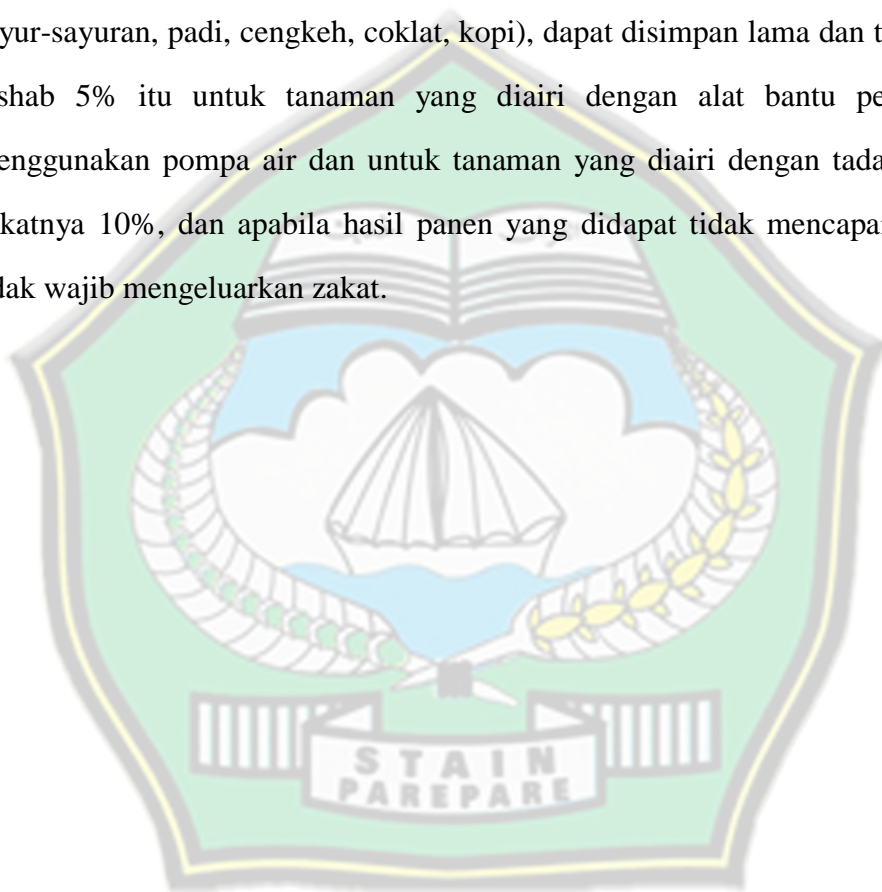 yur-sayuran, padi, cengkeh, coklat, kopi), dapat disimpan lama dan t
shab 5% itu untuk tanaman yang diairi dengan alat bantu pe
enggunakan pompa air dan untuk tanaman yang diairi dengan tada
katnya 10%, dan apabila hasil panen yang didapat tidak mencapa
dak wajib mengeluarkan zakat.
STAIN
PAREPARE